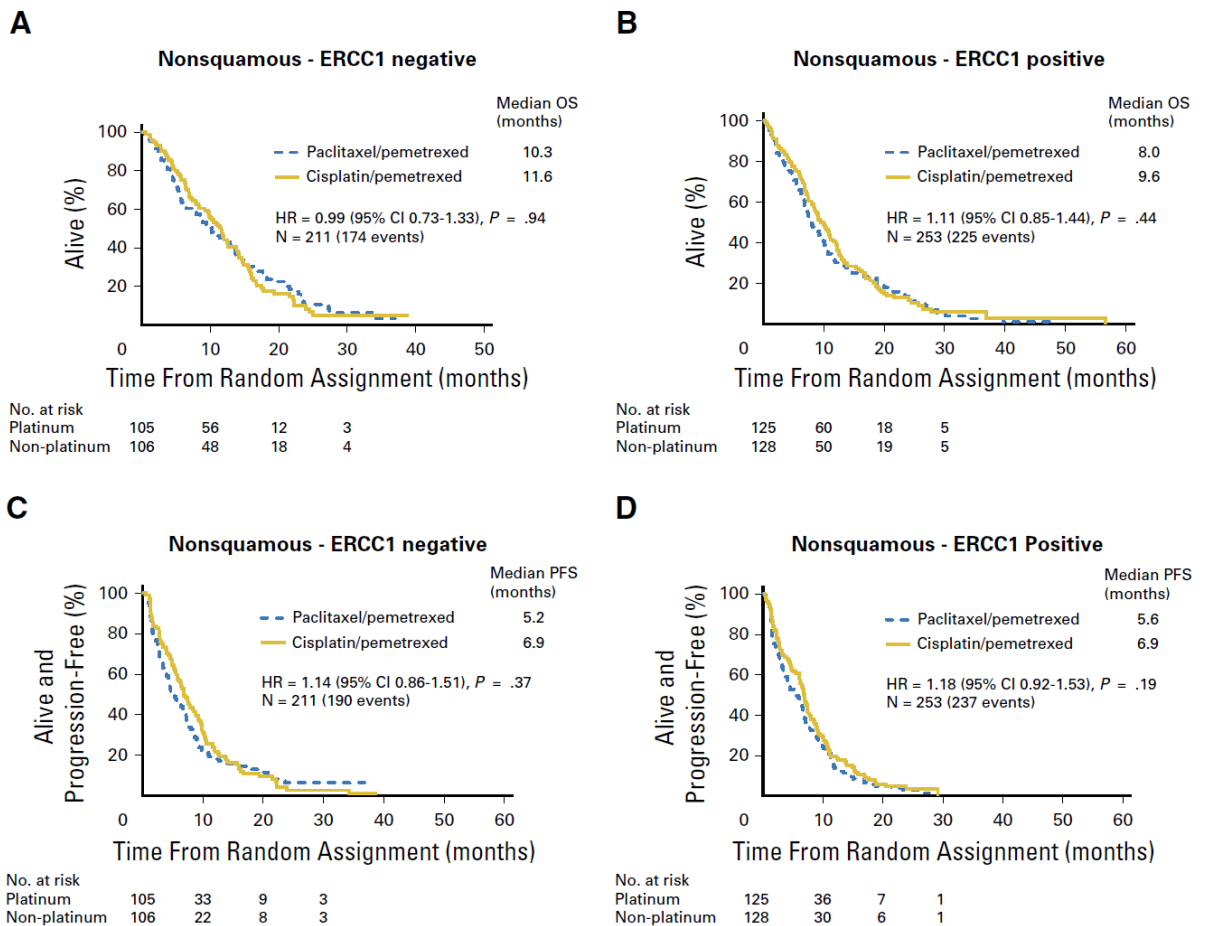 A
Nonsquamous - ERCC1 negative
Median OS
(months)
Paclitaxel/pemetrexed 10.3
Cisplatin/pemetrexed 11.6
HR = 0.99 (95% CI 0.73-1.33), P = .94
N = 211 (174 events)
Alive (%)
100
80
60
40
20
0 10 20 30 40 50
Time From Random Assignment (months)
No. at risk
Platinum 105 56 12 3
Non-platinum 106 48 18 4
B
Nonsquamous - ERCC1 positive
Median OS
(months)
Paclitaxel/pemetrexed 8.0
Cisplatin/pemetrexed 9.6
HR = 1.11 (95% CI 0.85-1.44), P = .44
N = 253 (225 events)
Alive (%)
100
80
60
40
20
0 10 20 30 40 50 60
Time From Random Assignment (months)
No. at risk
Platinum 125 60 18 5
Non-platinum 128 50 19 5
C
Nonsquamous - ERCC1 negative
Median PFS
(months)
Paclitaxel/pemetrexed 5.2
Cisplatin/pemetrexed 6.9
HR = 1.14 (95% CI 0.86-1.51), P = .37
N = 211 (190 events)
Alive and
Progression-Free (%)
100
80
60
40
20
0 10 20 30 40 50 60
Time From Random Assignment (months)
No. at risk
Platinum 105 33 9 3
Non-platinum 106 22 8 3
D
Nonsquamous - ERCC1 Positive
Median PFS
(months)
Paclitaxel/pemetrexed 5.6
Cisplatin/pemetrexed 6.9
HR = 1.18 (95% CI 0.92-1.53), P = .19
N = 253 (237 events)
Alive and
Progression-Free (%)
100
80
60
40
20
0 10 20 30 40 50 60
Time From Random Assignment (months)
No. at risk
Platinum 125 36 7 1
Non-platinum 128 30 6 1